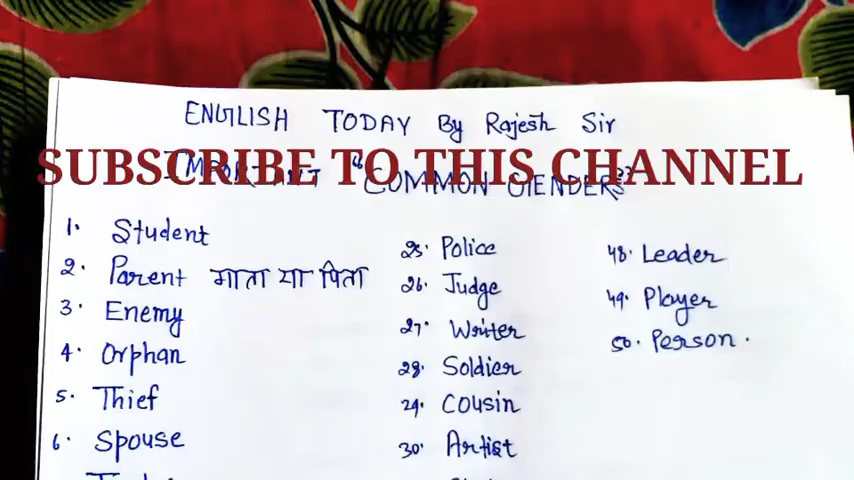 ENGLISH TODAY By Rajesh Sir
SUBSCRIBE TO THIS CHANNEL
IMPORTANT "COMMON GENDER"
1. Student
2. Parent माता या पिता
3. Enemy
4. Orphan
5. Thief
6. Spouse
25. Police
26. Judge
27. Writer
28. Soldier
29. Cousin
30. Artist
48. Leader
49. Player
50. Person.